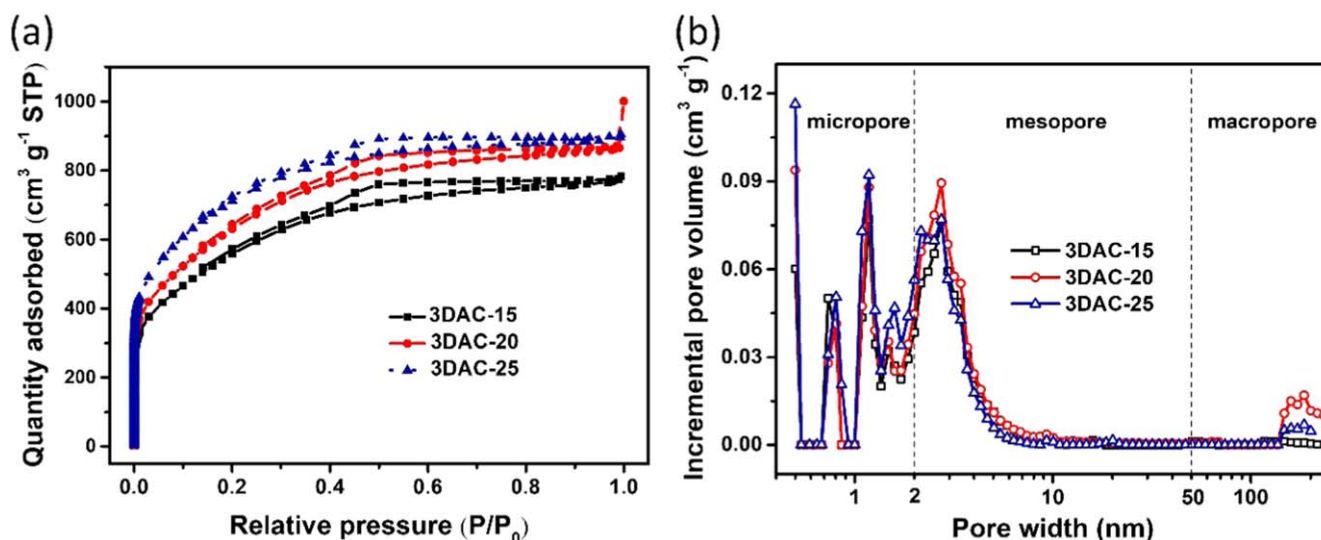 (a)
Quantity adsorbed (cm³ g⁻¹ STP)
1000
800
600
400
200
0
3DAC-15
3DAC-20
3DAC-25
0.0 0.2 0.4 0.6 0.8 1.0
Relative pressure (P/P₀)
(b)
Incremental pore volume (cm³ g⁻¹)
0.12
0.09
0.06
0.03
0.00
micropore mesopore macropore
3DAC-15
3DAC-20
3DAC-25
1 2 10 50 100
Pore width (nm)